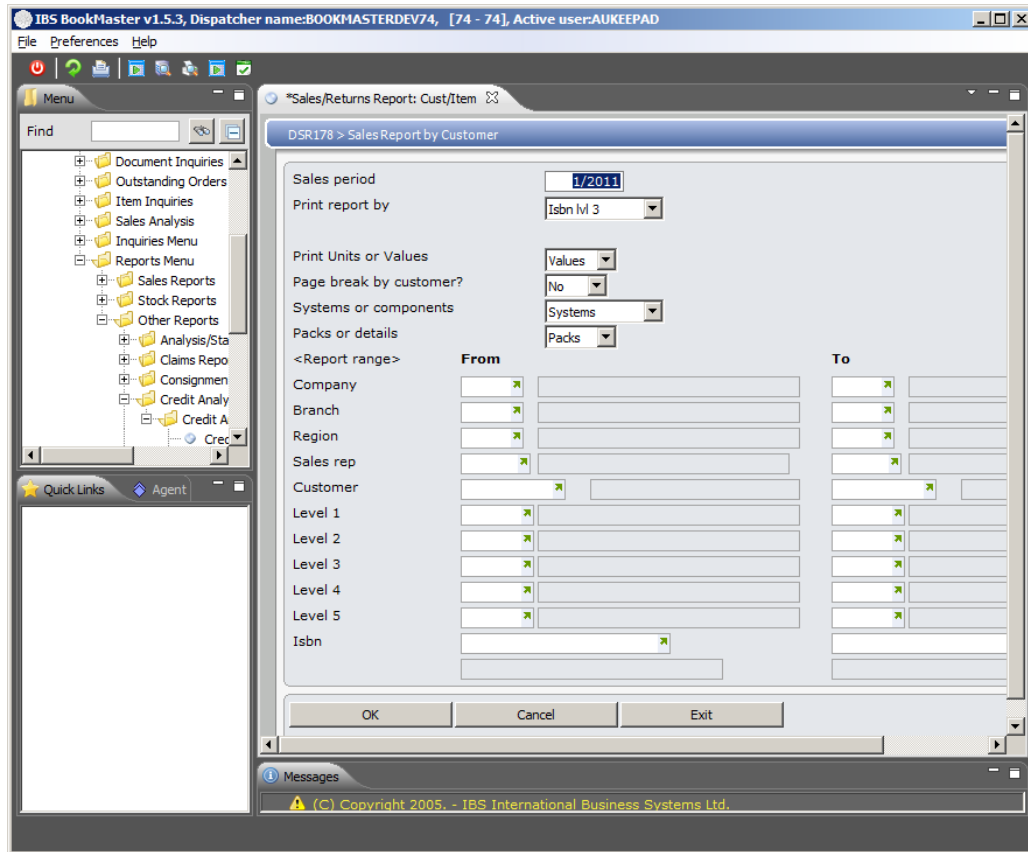 IBS BookMaster v1.5.3, Dispatcher name:BOOKMASTERDEV74, [74 - 74], Active user:AUKEEPAD
File Preferences Help
Menu
Find
Document Inquiries
Outstanding Orders
Item Inquiries
Sales Analysis
Inquiries Menu
Reports Menu
Sales Reports
Stock Reports
Other Reports
Analysis/Sta
Claims Repo
Consignmen
Credit Analy
Credit A
Cred
Quick Links Agent
*Sales/Returns Report: Cust/Item
DSR178 > Sales Report by Customer
Sales period 1/2011
Print report by Isbn lvl 3
Print Units or Values Values
Page break by customer? No
Systems or components Systems
Packs or details Packs
<Report range> From To
Company
Branch
Region
Sales rep
Customer
Level 1
Level 2
Level 3
Level 4
Level 5
Isbn
OK Cancel Exit
Messages
(C) Copyright 2005. - IBS International Business Systems Ltd.